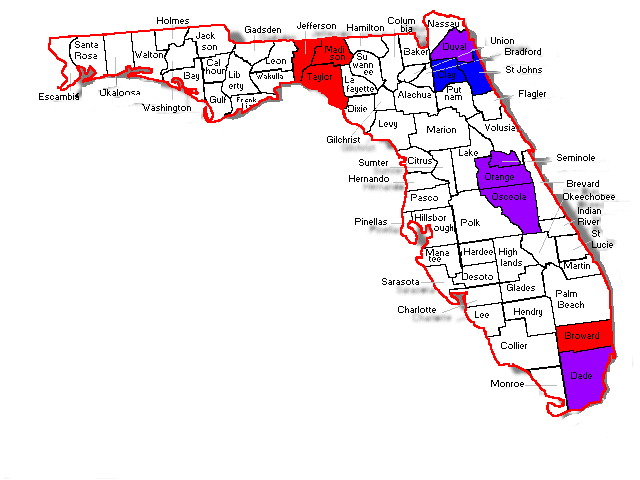 Holmes
Gadsden
Jefferson
Hamilton
Colum
bia
Nassau
Santa
Rosa
Walton
Jack
son
Leon
Madi
son
Su
wann
ee
Baker
Duval
Union
Bradford
St Johns
Cal
houn
Bay
Lib
erty
Wakulla
Taylor
La
fayette
Clay
Put
nam
Escambis
Okaloosa
Washington
Gulf
Frank
lin
Dixie
Alachua
Flagler
Gilchrist
Levy
Marion
Volusia
Lake
Sumter
Citrus
Seminole
Hernando
Orange
Brevard
Pasco
Osceola
Okeechobee
Pinellas
Hillsbor
ough
Polk
Indian
River
St
Lucie
Mana
tee
Hardee
High
lands
Sarasota
Desoto
Martin
Glades
Charlotte
Lee
Hendry
Palm
Beach
Collier
Broward
Monroe
Dade